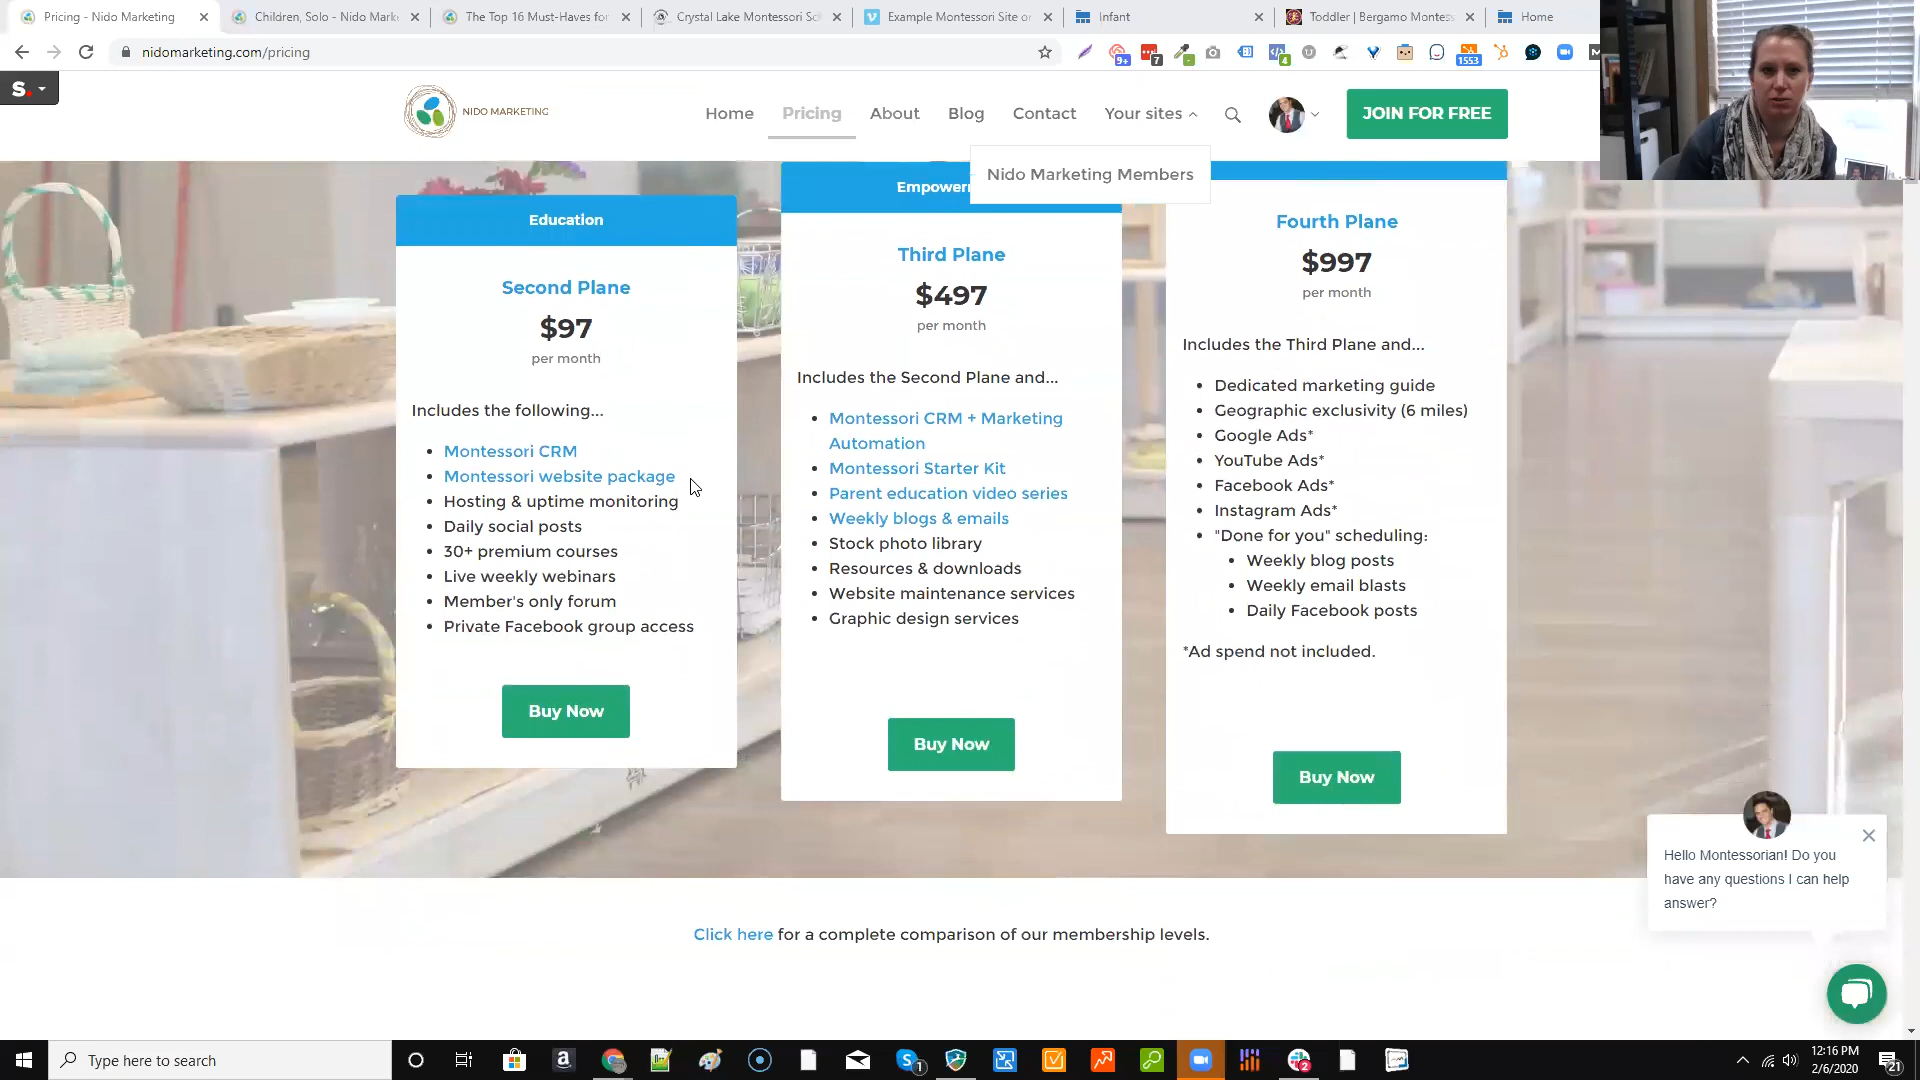 Pricing - Nido Marketing
Children, Solo - Nido Mark
The Top 16 Must-Haves for
Crystal Lake Montessori Sc
Example Montessori Site or
Infant
Toddler | Bergamo Montess
Home
nidomarketing.com/pricing
9+
7
4
1553
S.
NIDO MARKETING
Home
Pricing
About
Blog
Contact
Your sites
JOIN FOR FREE
Nido Marketing Members
Education
Second Plane
$97
per month
Includes the following...
Montessori CRM
Montessori website package
Hosting & uptime monitoring
Daily social posts
30+ premium courses
Live weekly webinars
Member's only forum
Private Facebook group access
Buy Now
Empower
Third Plane
$497
per month
Includes the Second Plane and...
Montessori CRM + Marketing
Automation
Montessori Starter Kit
Parent education video series
Weekly blogs & emails
Stock photo library
Resources & downloads
Website maintenance services
Graphic design services
Buy Now
Fourth Plane
$997
per month
Includes the Third Plane and...
Dedicated marketing guide
Geographic exclusivity (6 miles)
Google Ads*
YouTube Ads*
Facebook Ads*
Instagram Ads*
"Done for you" scheduling:
Weekly blog posts
Weekly email blasts
Daily Facebook posts
*Ad spend not included.
Buy Now
Hello Montessorian! Do you
have any questions I can help
answer?
Click here for a complete comparison of our membership levels.
Type here to search
1
2
12:16 PM
2/6/2020
21